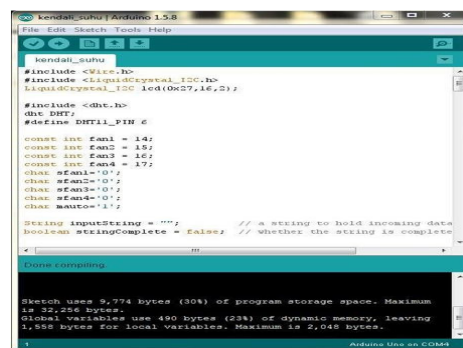 kendali_suhu | Arduino 1.5.8
File Edit Sketch Tools Help
kendali_suhu
#include <Wire.h>
#include <LiquidCrystal_I2C.h>
LiquidCrystal_I2C lcd(0x27,16,2);
#include <dht.h>
dht DHT;
#define DHT11_PIN 6
const int fan1 = 14;
const int fan2 = 15;
const int fan3 = 16;
const int fan4 = 17;
char sfan1='0';
char sfan2='0';
char sfan3='0';
char sfan4='0';
char mauto='1';
String inputString = ""; // a string to hold incoming data
boolean stringComplete = false; // whether the string is complete
Done compiling.
Sketch uses 9,774 bytes (30%) of program storage space. Maximum
is 32,256 bytes.
Global variables use 490 bytes (23%) of dynamic memory, leaving
1,558 bytes for local variables. Maximum is 2,048 bytes.
1 Arduino Uno on COM4